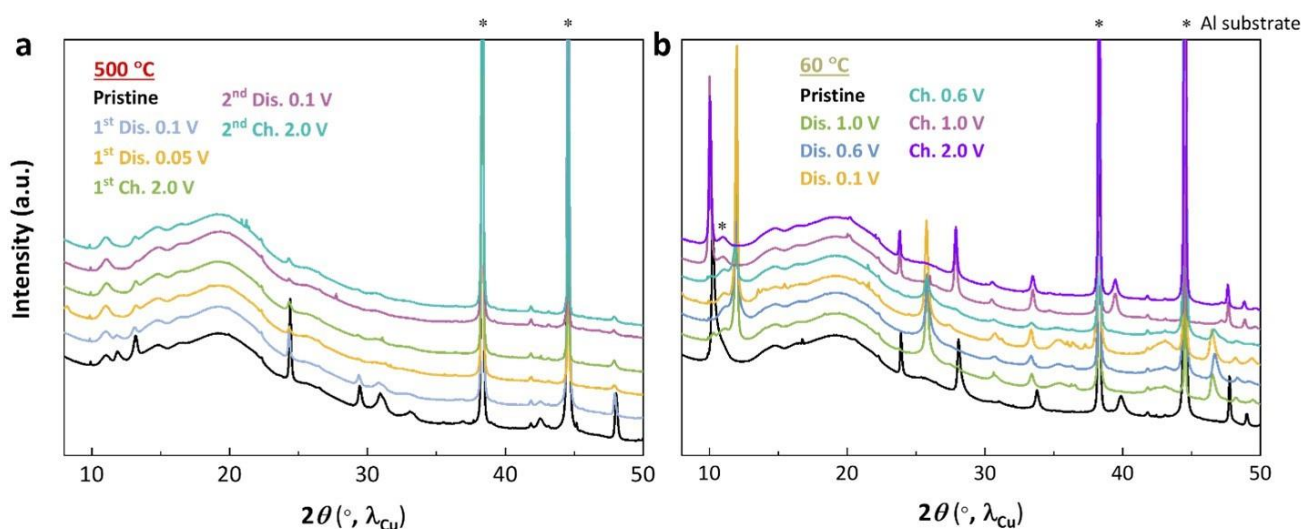 * * * * Al substrate
a b
500 °C 60 °C
Pristine 2nd Dis. 0.1 V Pristine Ch. 0.6 V
1st Dis. 0.1 V 2nd Ch. 2.0 V Dis. 1.0 V Ch. 1.0 V
1st Dis. 0.05 V Dis. 0.6 V Ch. 2.0 V
1st Ch. 2.0 V Dis. 0.1 V
*
Intensity (a.u.)
10 20 30 40 50 10 20 30 40 50
2θ (°, λCu) 2θ (°, λCu)